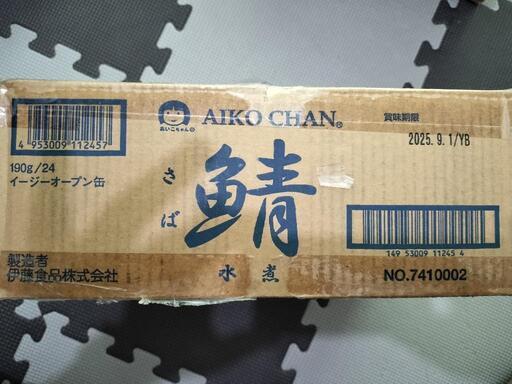 あいこちゃん®
AIKO CHAN®
賞味期限
2025. 9. 1/YB
4 953009 112457
190g/24
イージーオープン缶
さば
鯖
水煮
149 53009 11245 4
製造者
伊藤食品株式会社
NO.7410002